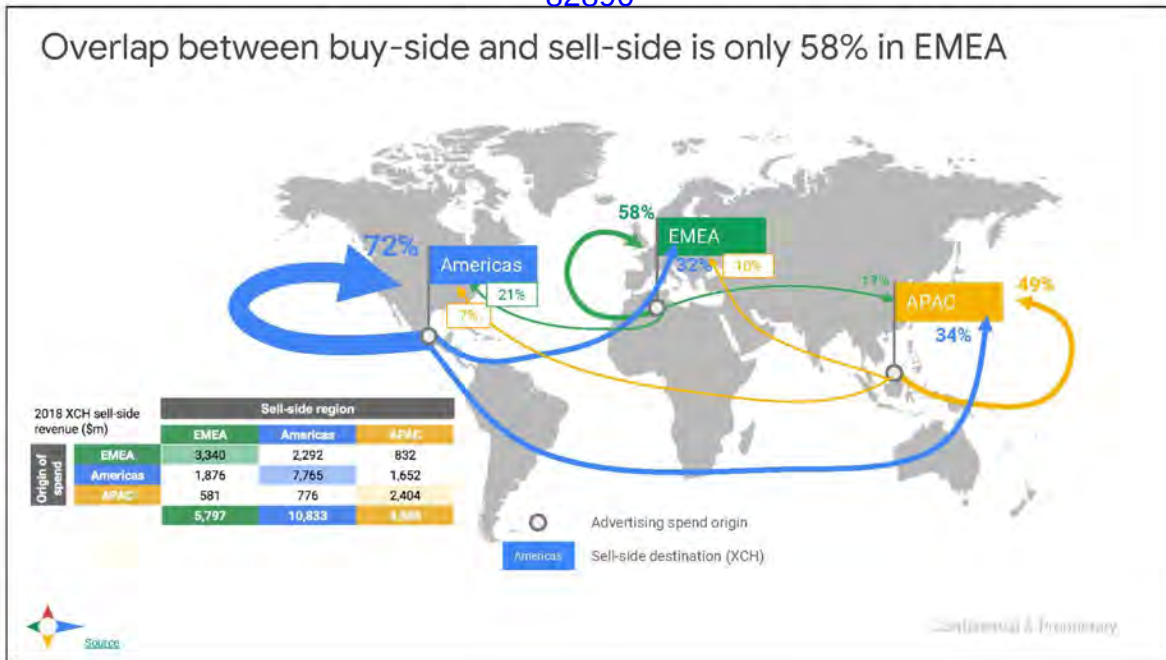 82890
Overlap between buy-side and sell-side is only 58% in EMEA
58%
EMEA
72%
Americas
32%
10%
21%
7%
17%
APAC
49%
34%
2018 XCH sell-side
revenue ($m)
Sell-side region
EMEA Americas APAC
Origin of
spend
EMEA 3,340 2,292 832
Americas 1,876 7,765 1,652
APAC 581 776 2,404
5,797 10,833
Advertising spend origin
Americas
Sell-side destination (XCH)
Source
Confidential & Proprietary